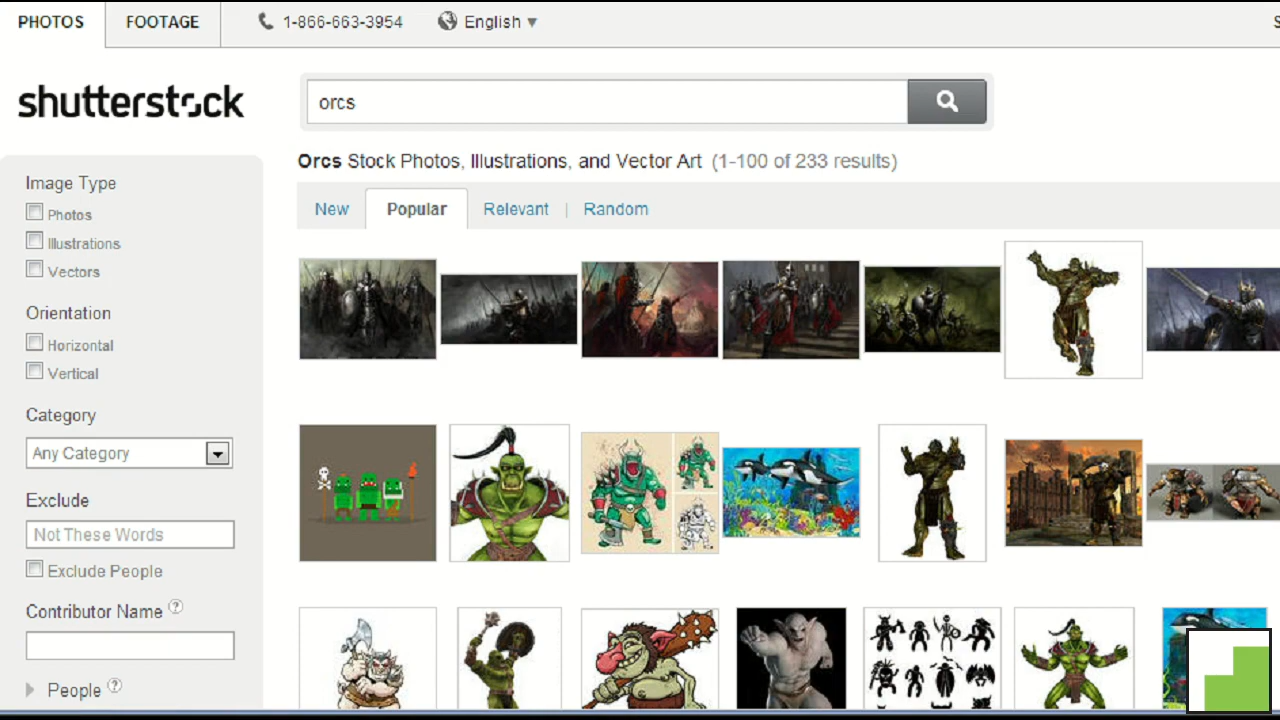 PHOTOS FOOTAGE 1-866-663-3954 English
shutterstock
orcs
Orcs Stock Photos, Illustrations, and Vector Art (1-100 of 233 results)
New Popular Relevant | Random
Image Type
Photos
Illustrations
Vectors
Orientation
Horizontal
Vertical
Category
Any Category
Exclude
Not These Words
Exclude People
Contributor Name ?
People ?